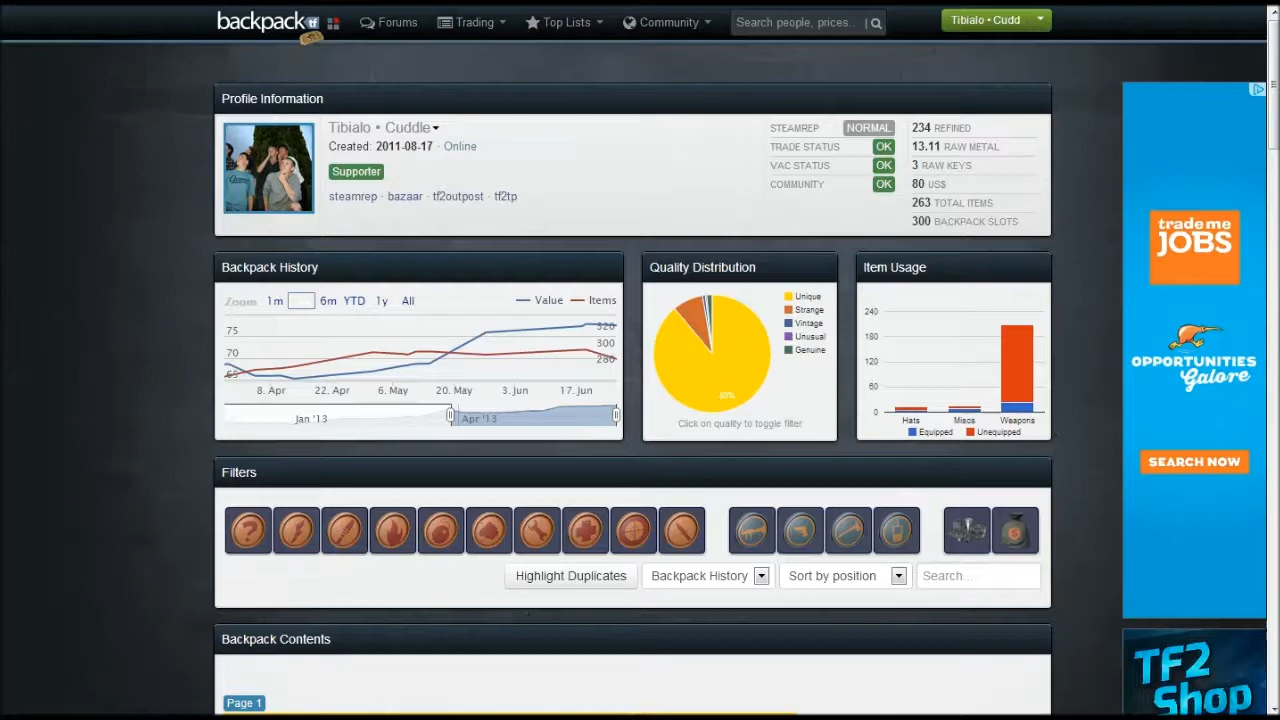 backpack tf Forums Trading Top Lists Community Search people, prices.. Tibialo • Cudd
Profile Information
Tibialo • Cuddle
Created: 2011-08-17 · Online
Supporter
steamrep · bazaar · tf2outpost · tf2tp
STEAMREP NORMAL
TRADE STATUS OK
VAC STATUS OK
COMMUNITY OK
234 REFINED
13.11 RAW METAL
3 RAW KEYS
80 US$
263 TOTAL ITEMS
300 BACKPACK SLOTS
Backpack History
Zoom 1m 6m YTD 1y All
Value Items
75
70
65
320
300
280
8. Apr 22. Apr 6. May 20. May 3. Jun 17. Jun
Jan '13 Apr '13
Quality Distribution
Unique
Strange
Vintage
Unusual
Genuine
88%
Click on quality to toggle filter
Item Usage
240
180
120
60
0
Hats Miscs Weapons
Equipped Unequipped
Filters
Highlight Duplicates Backpack History Sort by position Search...
Backpack Contents
Page 1
trade me
JOBS
OPPORTUNITIES
Galore
SEARCH NOW
TF2
Shop